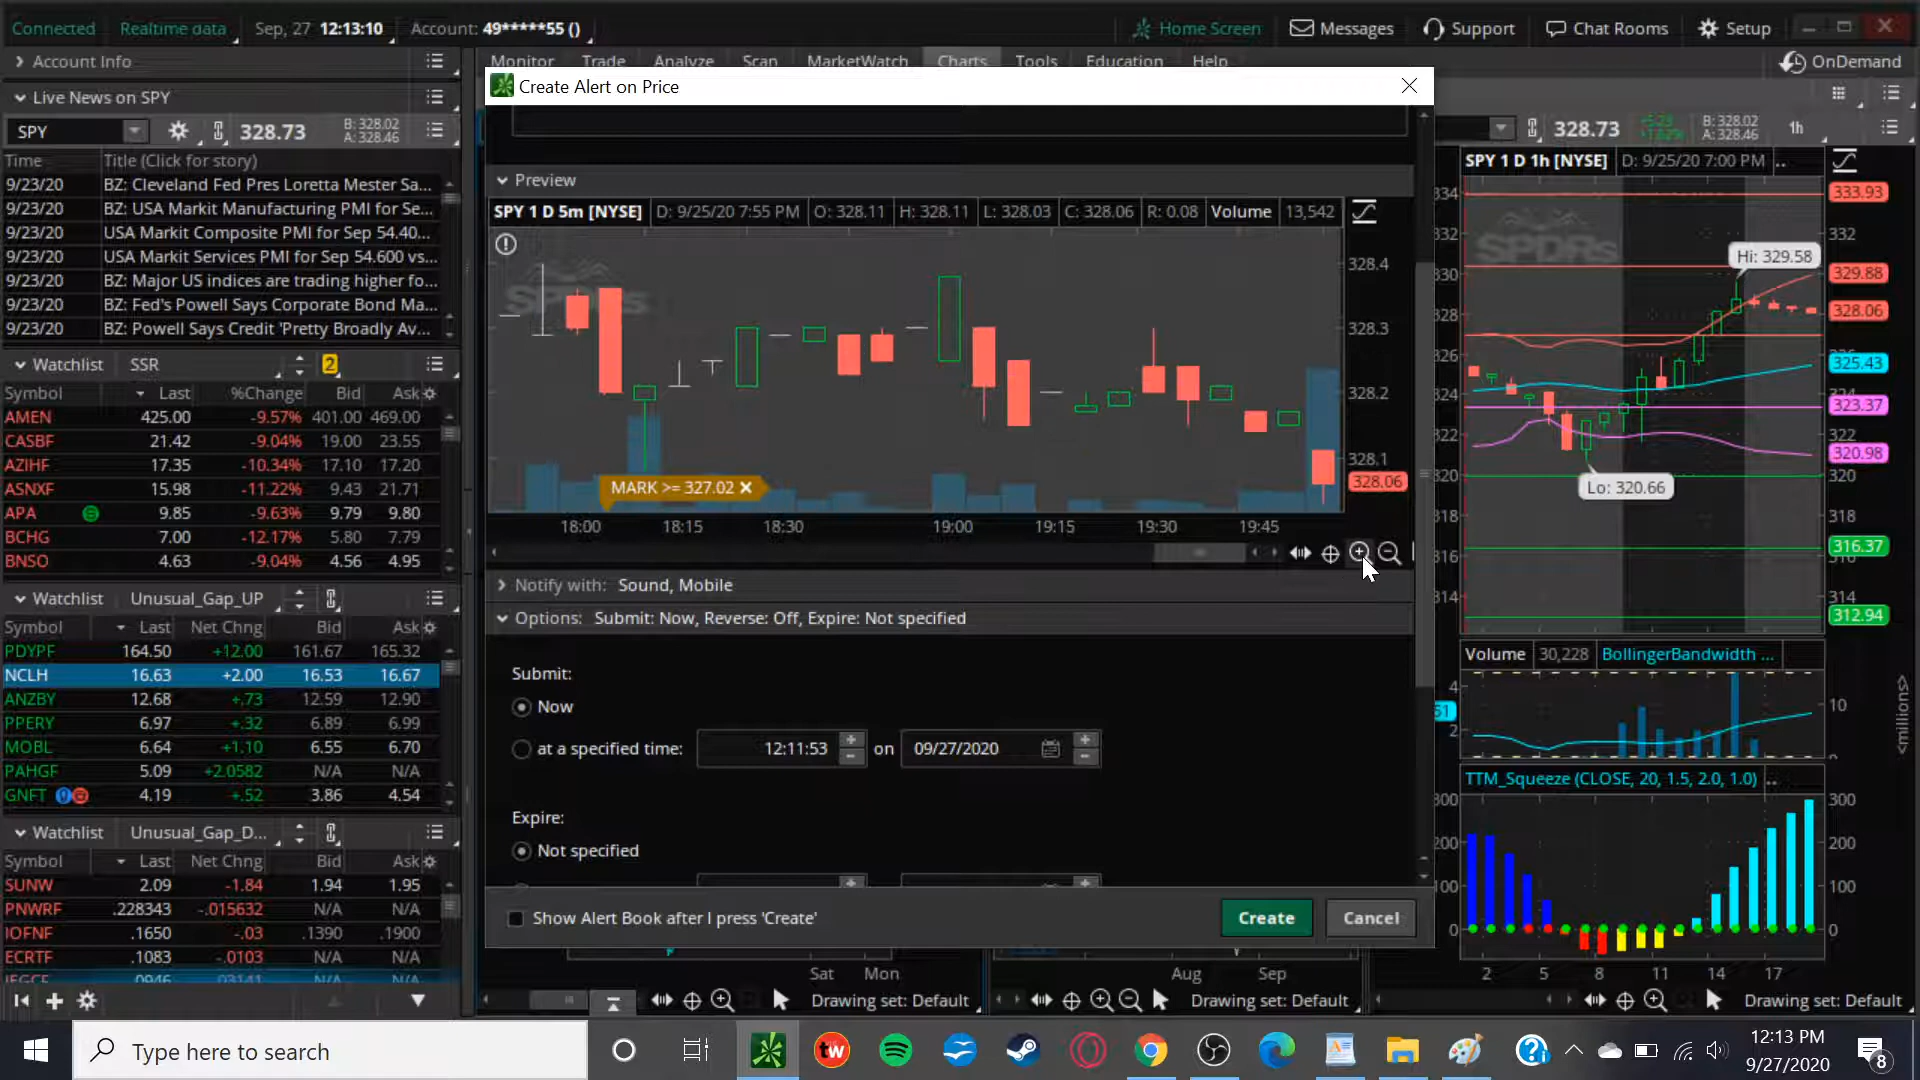 Connected Realtime data Sep, 27 12:13:10 Account: 49*****55 () Home Screen Messages Support Chat Rooms Setup
Account Info
Monitor Trade Analyze Scan MarketWatch Charts Tools Education Help
OnDemand
Create Alert on Price
Live News on SPY
SPY 328.73 B: 328.02 A: 328.46
Time Title (Click for story)
9/23/20 BZ: Cleveland Fed Pres Loretta Mester Sa...
9/23/20 BZ: USA Markit Manufacturing PMI for Se...
9/23/20 USA Markit Composite PMI for Sep 54.40...
9/23/20 USA Markit Services PMI for Sep 54.600 vs...
9/23/20 BZ: Major US indices are trading higher fo...
9/23/20 BZ: Fed's Powell Says Corporate Bond Ma...
9/23/20 BZ: Powell Says Credit 'Pretty Broadly Av...
Watchlist SSR 2
Symbol Last %Change Bid Ask
AMEN 425.00 -9.57% 401.00 469.00
CASBF 21.42 -9.04% 19.00 23.55
AZIHF 17.35 -10.34% 17.10 17.20
ASNXF 15.98 -11.22% 9.43 21.71
APA 9.85 -9.63% 9.79 9.80
BCHG 7.00 -12.17% 5.80 7.79
BNSO 4.63 -9.04% 4.56 4.95
Watchlist Unusual_Gap_UP
Symbol Last Net Chng Bid Ask
PDYPF 164.50 +12.00 161.67 165.32
NCLH 16.63 +2.00 16.53 16.67
ANZBY 12.68 +.73 12.59 12.90
PPERY 6.97 +.32 6.89 6.99
MOBL 6.64 +1.10 6.55 6.70
PAHGF 5.09 +2.0582 N/A N/A
GNFT 4.19 +.52 3.86 4.54
Watchlist Unusual_Gap_D...
Symbol Last Net Chng Bid Ask
SUNW 2.09 -1.84 1.94 1.95
PNWRF .228343 -.015632 N/A N/A
IOFNF .1650 -.03 .1390 .1900
ECRTF .1083 -.0103 N/A N/A
Preview
SPY 1 D 5m [NYSE] D: 9/25/20 7:55 PM O: 328.11 H: 328.11 L: 328.03 C: 328.06 R: 0.08 Volume 13,542
SPDRs
328.4
328.3
328.2
328.1
328.06
MARK >= 327.02
18:00 18:15 18:30 19:00 19:15 19:30 19:45
Notify with: Sound, Mobile
Options: Submit: Now, Reverse: Off, Expire: Not specified
Submit:
Now
at a specified time: 12:11:53 on 09/27/2020
Expire:
Not specified
Show Alert Book after I press 'Create' Create Cancel
Sat Mon Aug Sep
Drawing set: Default Drawing set: Default Drawing set: Default
328.73 B: 328.02 A: 328.46 1h
SPY 1 D 1h [NYSE] D: 9/25/20 7:00 PM ..
SPDRs
334 333.93
332 332
Hi: 329.58
330 329.88
328 328.06
326 325.43
324
323.37
322 322
320.98
320 320
Lo: 320.66
318 318
316 316.37
314 314
312.94
Volume 30,228 BollingerBandwidth ...
4 10
2
<millions>
TTM_Squeeze (CLOSE, 20, 1.5, 2.0, 1.0) ..
300 300
200 200
100 100
0 0
2 5 8 11 14 17
Type here to search
tw
12:13 PM
9/27/2020
8